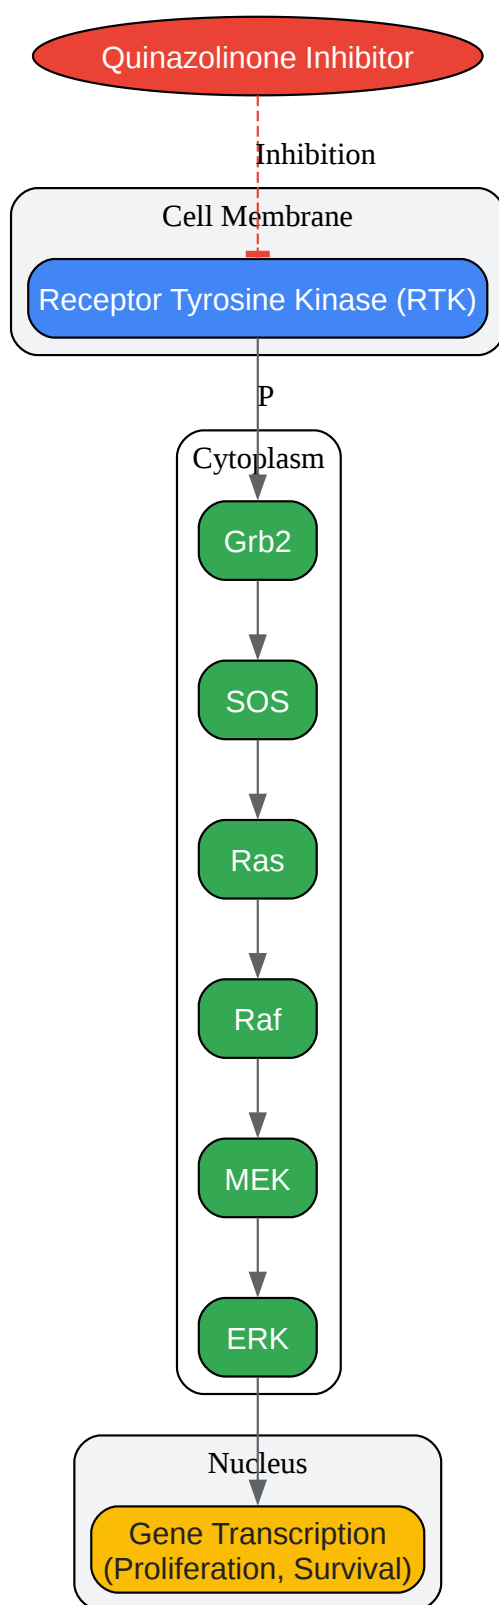 Quinazolinone Inhibitor
Inhibition
Cell Membrane
Receptor Tyrosine Kinase (RTK)
P
Cytoplasm
Grb2
SOS
Ras
Raf
MEK
ERK
Nucleus
Gene Transcription
(Proliferation, Survival)